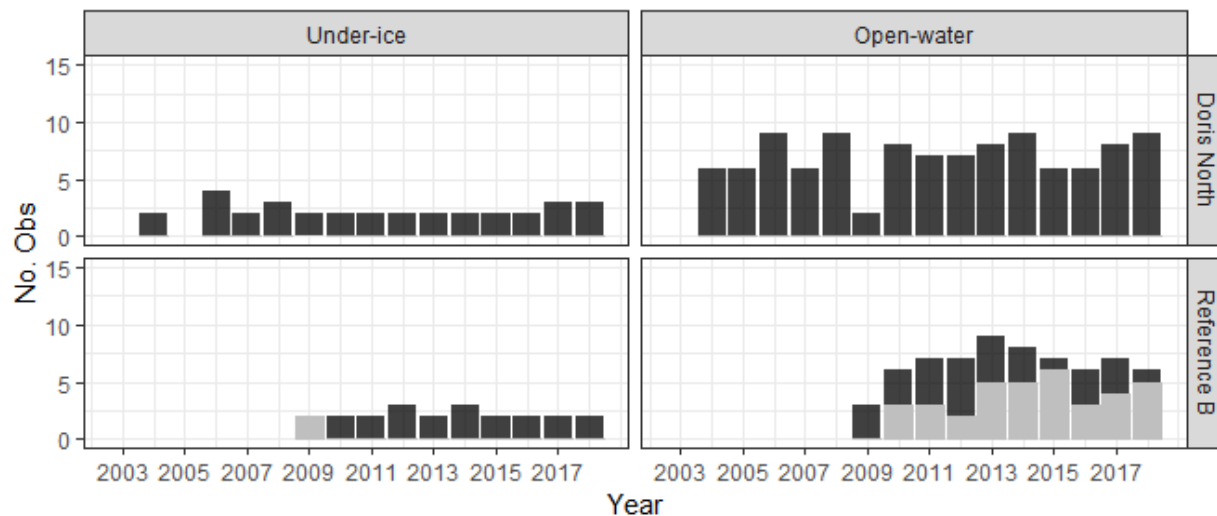 Under-ice Open-water
15
10
5
0
Doris North
No. Obs
15
10
5
0
Reference B
2003 2005 2007 2009 2011 2013 2015 2017 2003 2005 2007 2009 2011 2013 2015 2017
Year